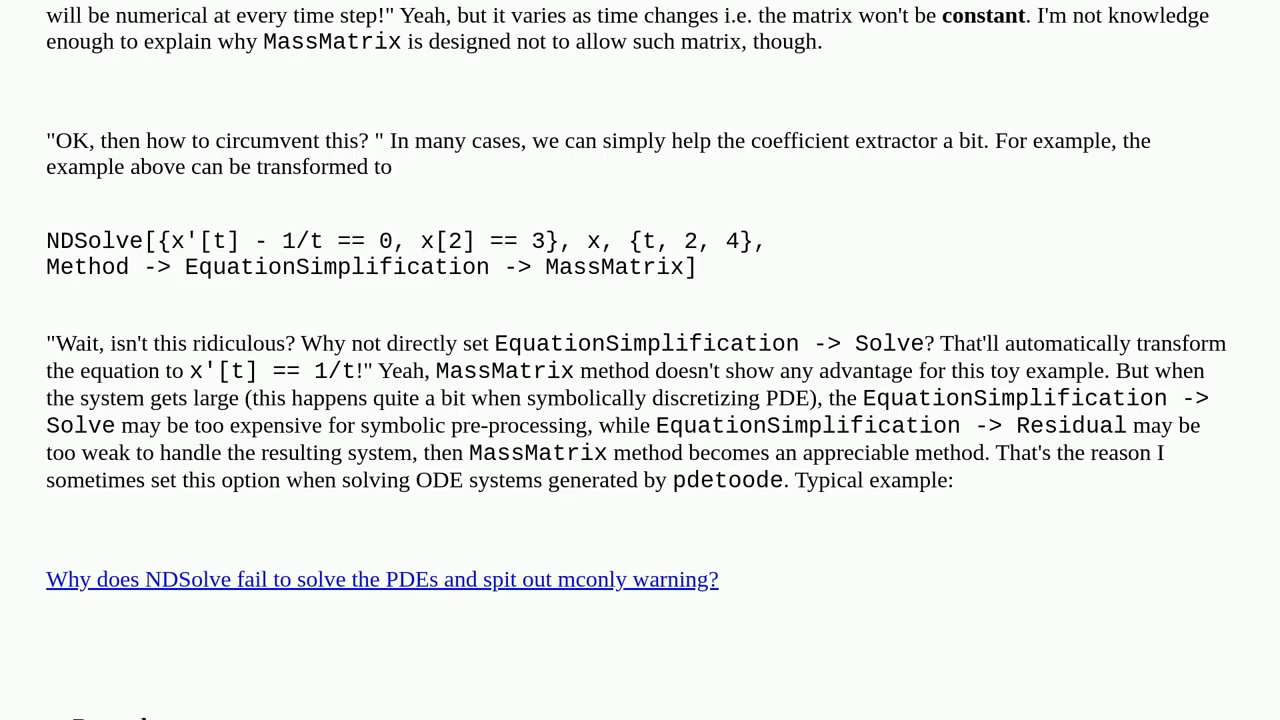 will be numerical at every time step!" Yeah, but it varies as time changes i.e. the matrix won't be constant. I'm not knowledge
enough to explain why MassMatrix is designed not to allow such matrix, though.
"OK, then how to circumvent this? " In many cases, we can simply help the coefficient extractor a bit. For example, the
example above can be transformed to
NDSolve[{x'[t] - 1/t == 0, x[2] == 3}, x, {t, 2, 4},
Method -> EquationSimplification -> MassMatrix]
"Wait, isn't this ridiculous? Why not directly set EquationSimplification -> Solve? That'll automatically transform
the equation to x'[t] == 1/t!" Yeah, MassMatrix method doesn't show any advantage for this toy example. But when
the system gets large (this happens quite a bit when symbolically discretizing PDE), the EquationSimplification ->
Solve may be too expensive for symbolic pre-processing, while EquationSimplification -> Residual may be
too weak to handle the resulting system, then MassMatrix method becomes an appreciable method. That's the reason I
sometimes set this option when solving ODE systems generated by pdetoode. Typical example:
Why does NDSolve fail to solve the PDEs and spit out mconly warning?